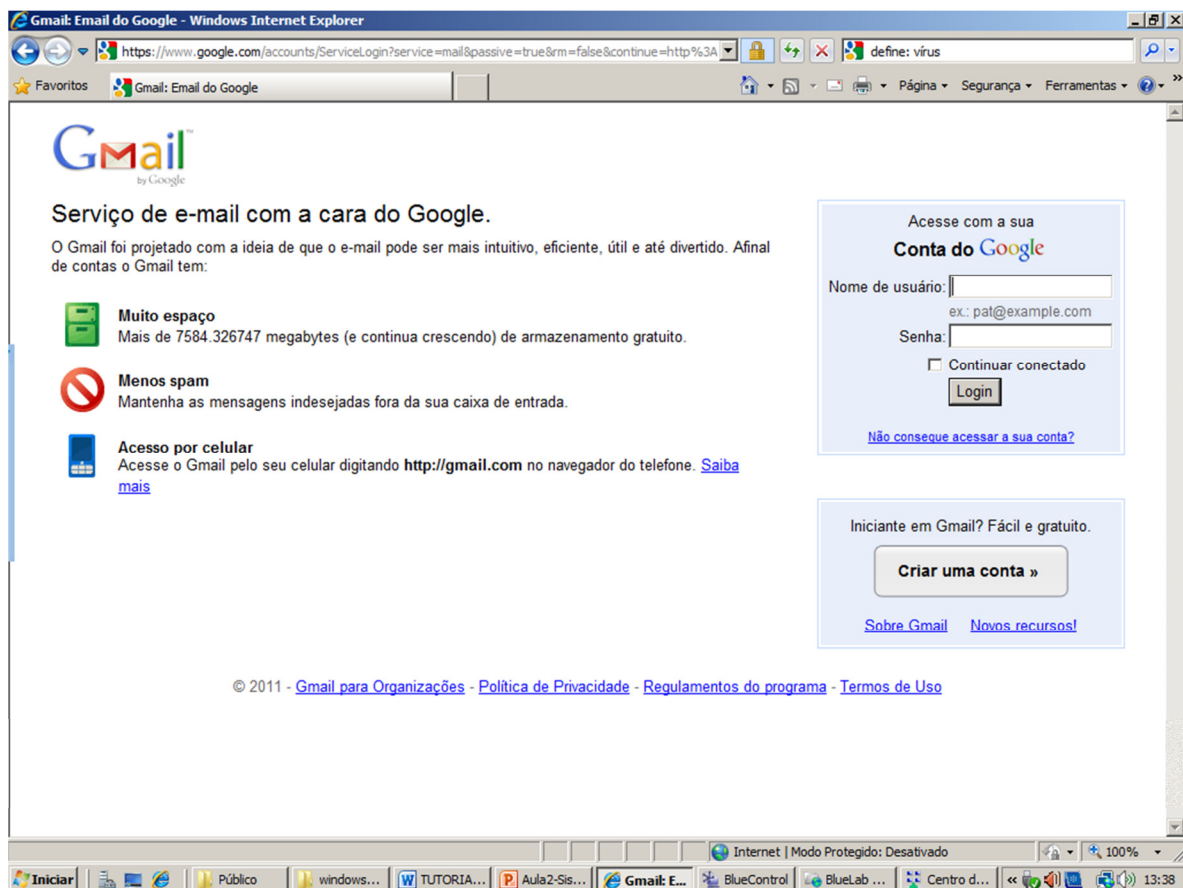 Gmail: Email do Google - Windows Internet Explorer
https://www.google.com/accounts/ServiceLogin?service=mail&passive=true&rm=false&continue=http%3A
define: vírus
Favoritos
Gmail: Email do Google
Página
Segurança
Ferramentas
Gmail™
by Google
Serviço de e-mail com a cara do Google.
O Gmail foi projetado com a ideia de que o e-mail pode ser mais intuitivo, eficiente, útil e até divertido. Afinal
de contas o Gmail tem:
Muito espaço
Mais de 7584.326747 megabytes (e continua crescendo) de armazenamento gratuito.
Menos spam
Mantenha as mensagens indesejadas fora da sua caixa de entrada.
Acesso por celular
Acesse o Gmail pelo seu celular digitando http://gmail.com no navegador do telefone. Saiba
mais
Acesse com a sua
Conta do Google
Nome de usuário:
ex.: pat@example.com
Senha:
Continuar conectado
Login
Não consegue acessar a sua conta?
Iniciante em Gmail? Fácil e gratuito.
Criar uma conta »
Sobre Gmail Novos recursos!
© 2011 - Gmail para Organizações - Política de Privacidade - Regulamentos do programa - Termos de Uso
Internet | Modo Protegido: Desativado
100%
Iniciar
Público
windows...
TUTORIA...
Aula2-Sis...
Gmail: E...
BlueControl
BlueLab ...
Centro d...
13:38